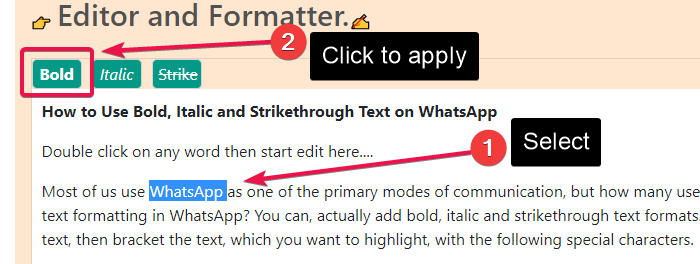 👉 Editor and Formatter.✍
2
Click to apply
Bold Italic Strike
How to Use Bold, Italic and Strikethrough Text on WhatsApp
1
Select
Double click on any word then start edit here....
Most of us use WhatsApp as one of the primary modes of communication, but how many use
text formatting in WhatsApp? You can, actually add bold, italic and strikethrough text formats.
text, then bracket the text, which you want to highlight, with the following special characters.